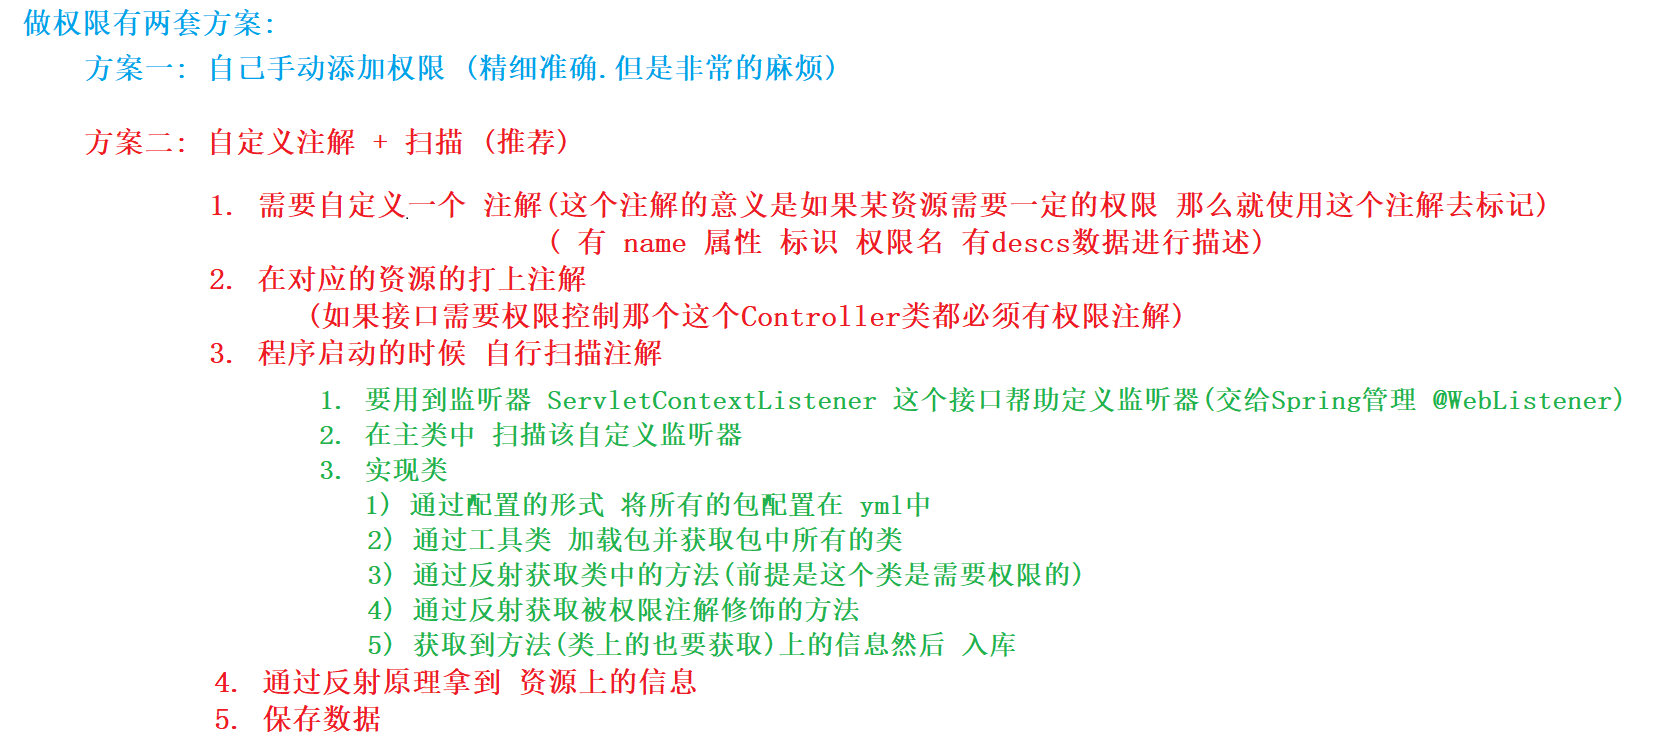 做权限有两套方案:
方案一: 自己手动添加权限 (精细准确.但是非常的麻烦)
方案二: 自定义注解 + 扫描 (推荐)
1. 需要自定义一个 注解(这个注解的意义是如果某资源需要一定的权限 那么就使用这个注解去标记)
( 有 name 属性 标识 权限名 有descs数据进行描述)
2. 在对应的资源的打上注解
(如果接口需要权限控制那个这个Controller类都必须有权限注解)
3. 程序启动的时候 自行扫描注解
1. 要用到监听器 ServletContextListener 这个接口帮助定义监听器(交给Spring管理 @WebListener)
2. 在主类中 扫描该自定义监听器
3. 实现类
1) 通过配置的形式 将所有的包配置在 yml中
2) 通过工具类 加载包并获取包中所有的类
3) 通过反射获取类中的方法(前提是这个类是需要权限的)
4) 通过反射获取被权限注解修饰的方法
5) 获取到方法(类上的也要获取)上的信息然后 入库
4. 通过反射原理拿到 资源上的信息
5. 保存数据